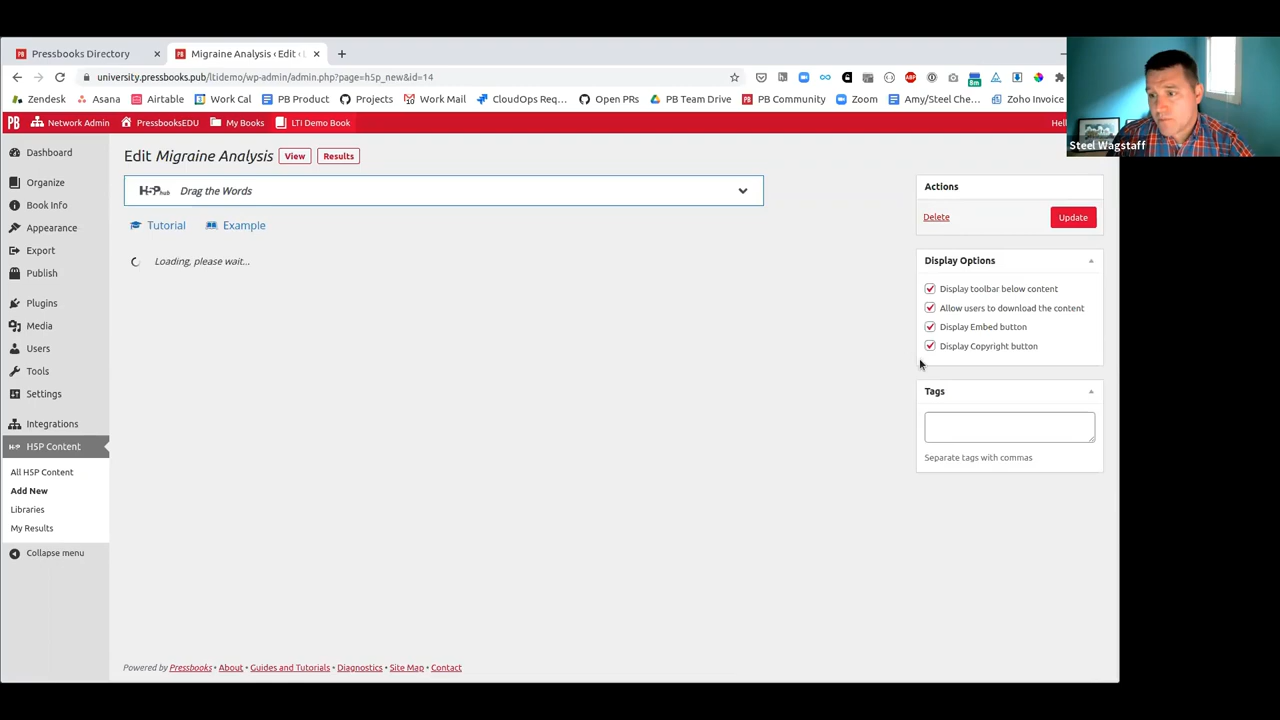 Pressbooks Directory
Migraine Analysis ‹ Edit ‹
university.pressbooks.pub/ltidemo/wp-admin/admin.php?page=h5p_new&id=14
Zendesk Asana Airtable Work Cal PB Product Projects Work Mail CloudOps Req... Open PRs PB Team Drive PB Community Zoom Amy/Steel Che... Zoho Invoice
PB Network Admin PressbooksEDU My Books LTI Demo Book
Steel Wagstaff
Dashboard
Organize
Book Info
Appearance
Export
Publish
Plugins
Media
Users
Tools
Settings
Integrations
H5P Content
All H5P Content
Add New
Libraries
My Results
Collapse menu
Edit Migraine Analysis View Results
H5P hub Drag the Words
Tutorial Example
Loading, please wait...
Actions
Delete Update
Display Options
Display toolbar below content
Allow users to download the content
Display Embed button
Display Copyright button
Tags
Separate tags with commas
Powered by Pressbooks • About • Guides and Tutorials • Diagnostics • Site Map • Contact